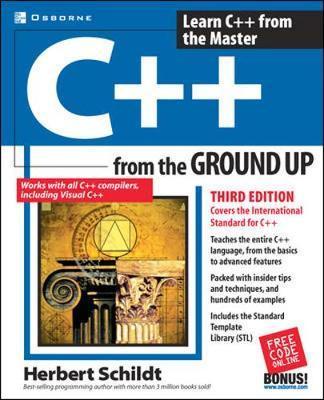 OSBORNE
Learn C++ from
the Master
C++
from the GROUND UP
Works with all C++ compilers,
including Visual C++
THIRD EDITION
Covers the International
Standard for C++
Teaches the entire C++
language, from the basics
to advanced features
Packed with insider tips
and techniques, and
hundreds of examples
Includes the Standard
Template
Library (STL)
FREE
CODE
ONLINE
BONUS!
www.osborne.com
Herbert Schildt
Best-selling programming author with more than 3 million books sold!